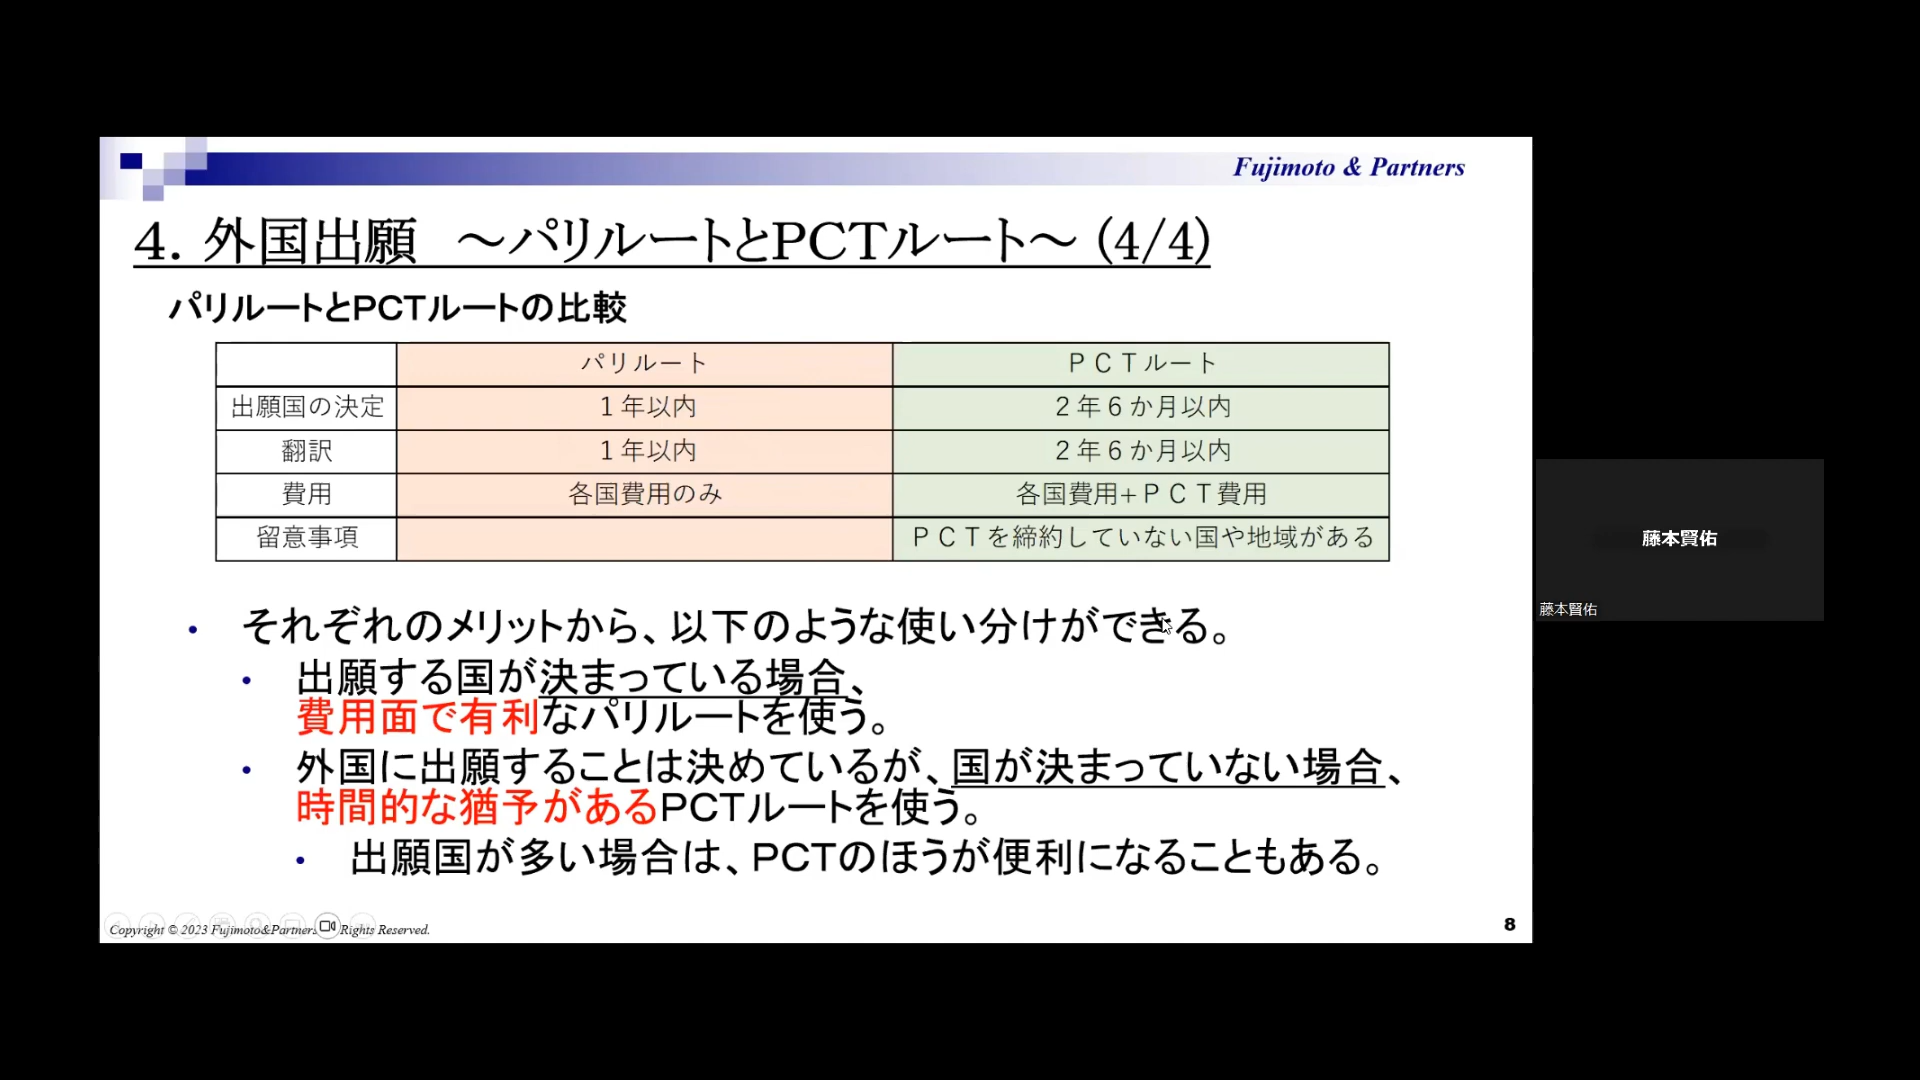 Fujimoto & Partners
4. 外国出願　～パリルートとPCTルート～ (4/4)
パリルートとPCTルートの比較
パリルート　ＰＣＴルート
出願国の決定　１年以内　２年６か月以内
翻訳　１年以内　２年６か月以内
費用　各国費用のみ　各国費用+ＰＣＴ費用
留意事項　ＰＣＴを締約していない国や地域がある
• それぞれのメリットから、以下のような使い分けができる。
• 出願する国が決まっている場合、
費用面で有利なパリルートを使う。
• 外国に出願することは決めているが、国が決まっていない場合、
時間的な猶予があるPCTルートを使う。
• 出願国が多い場合は、PCTのほうが便利になることもある。
Copyright © 2023 Fujimoto&Partners Rights Reserved.
8
藤本賢佑
藤本賢佑